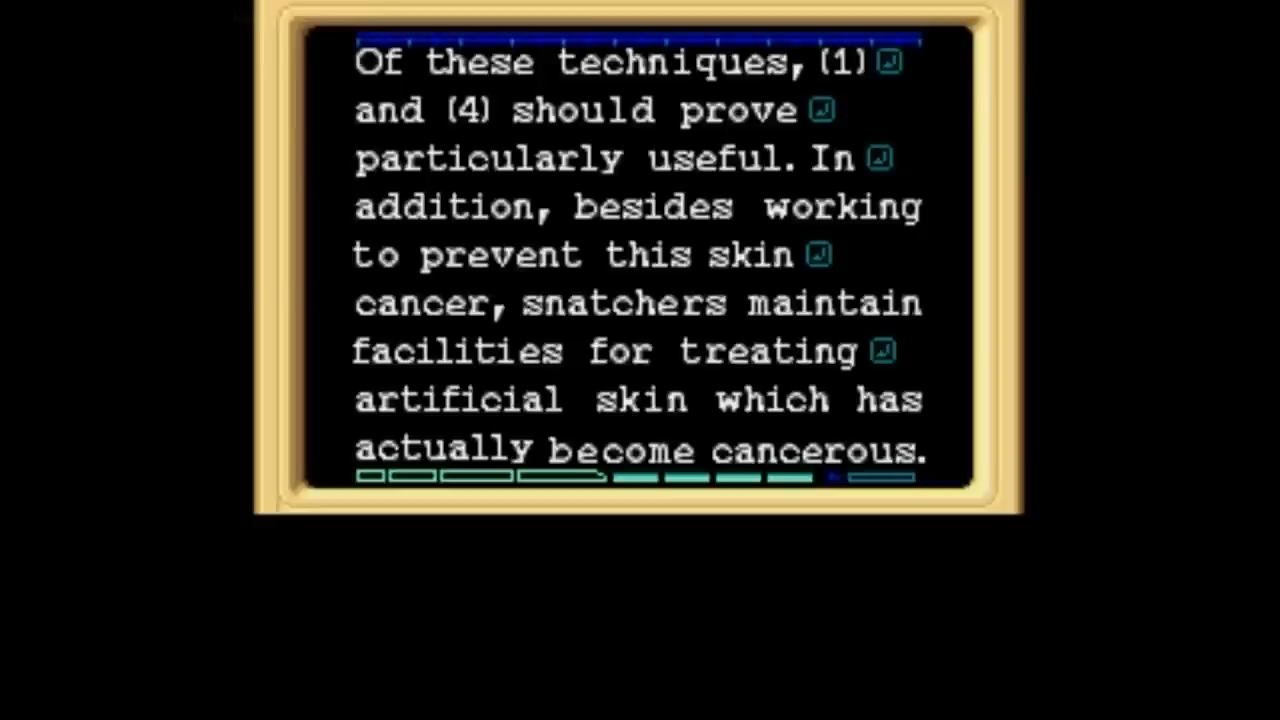 Of these techniques, (1)
and (4) should prove
particularly useful. In
addition, besides working
to prevent this skin
cancer, snatchers maintain
facilities for treating
artificial skin which has
actually become cancerous.